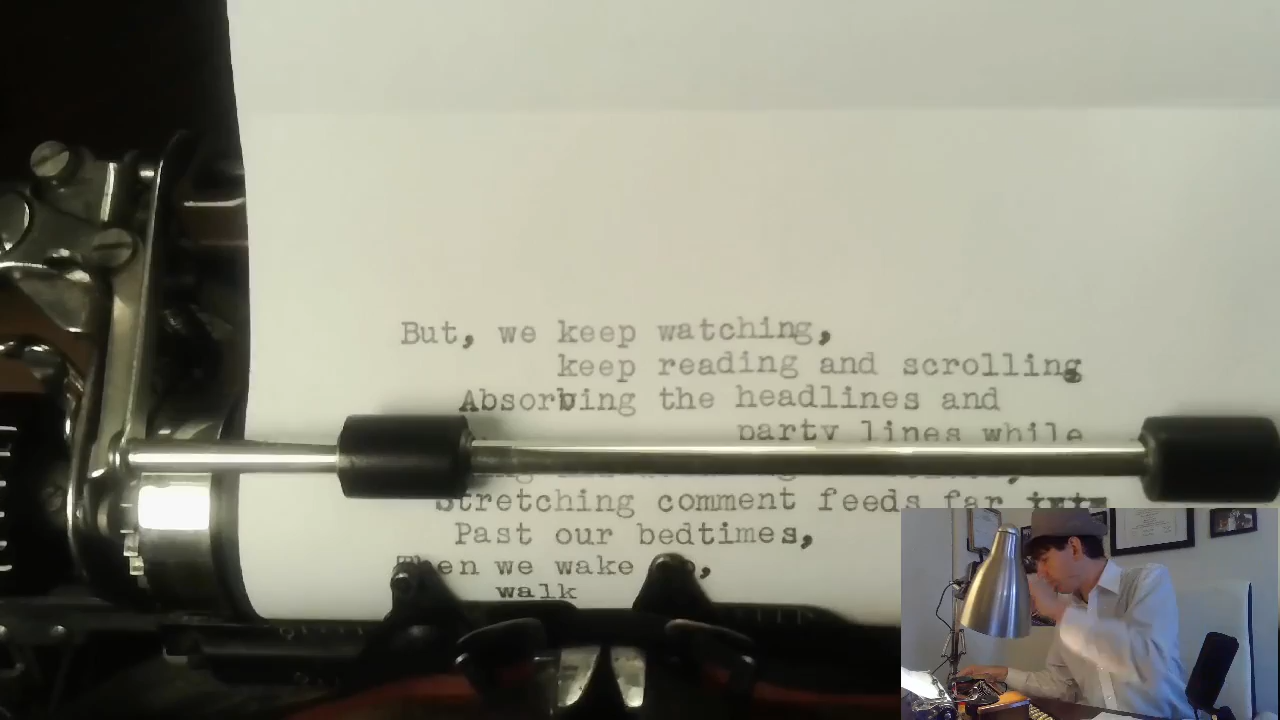 But, we keep watching,
keep reading and scrolling
Absorbing the headlines and
party lines while
Stretching comment feeds far
Past our bedtimes,
Then we wake
walk